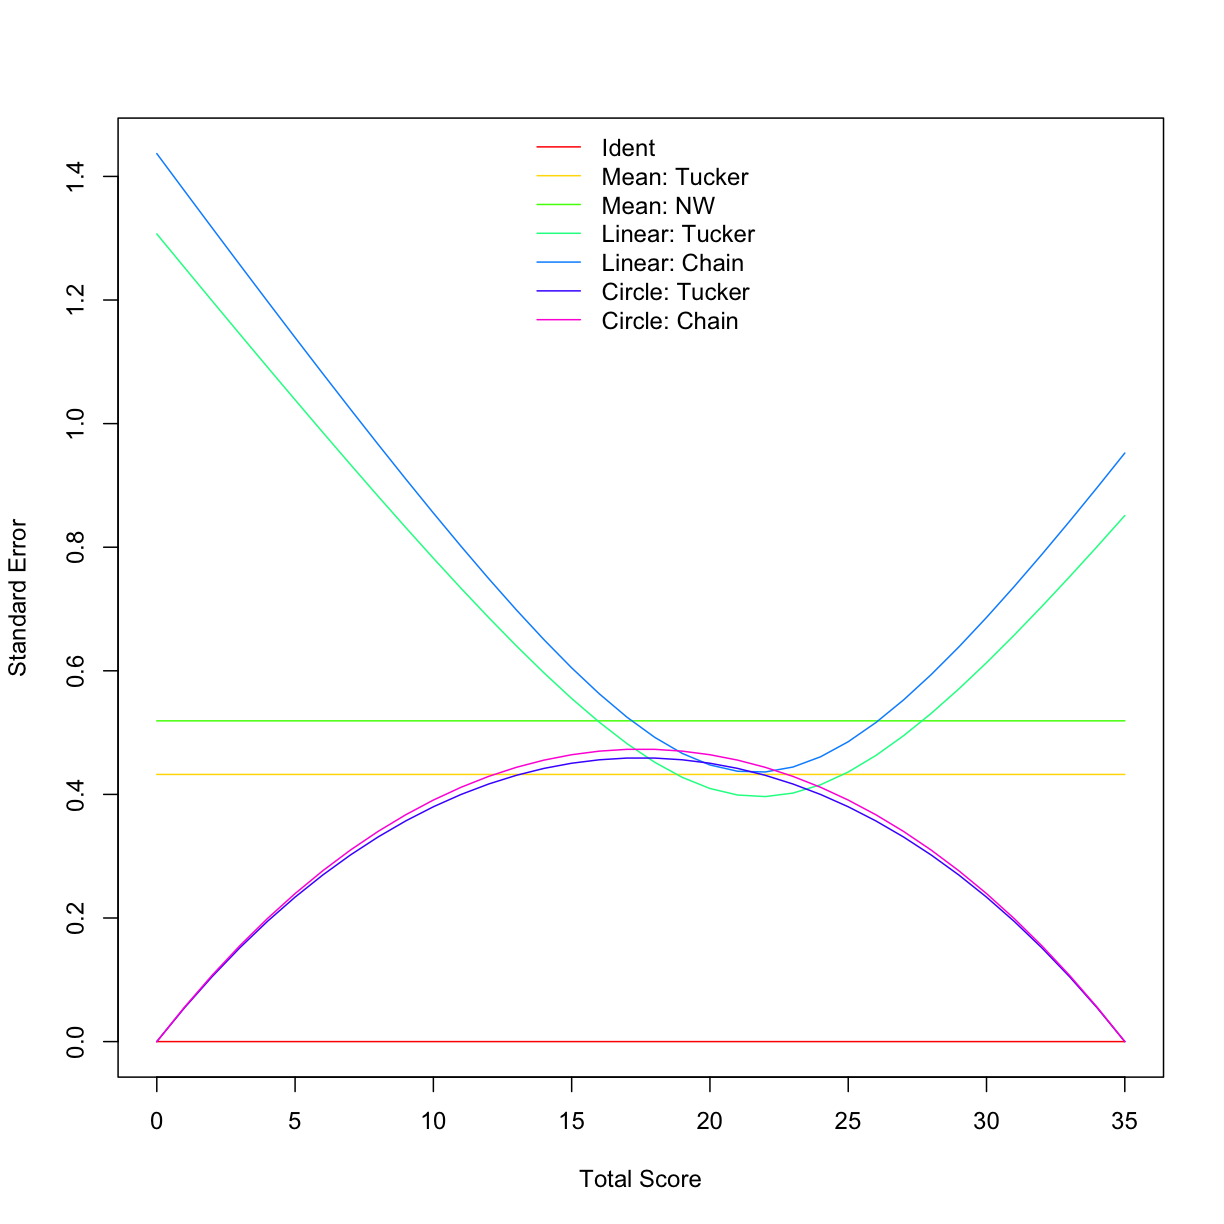 Ident
Mean: Tucker
Mean: NW
Linear: Tucker
Linear: Chain
Circle: Tucker
Circle: Chain
1.4
1.2
1.0
0.8
0.6
0.4
0.2
0.0
Standard Error
0 5 10 15 20 25 30 35
Total Score